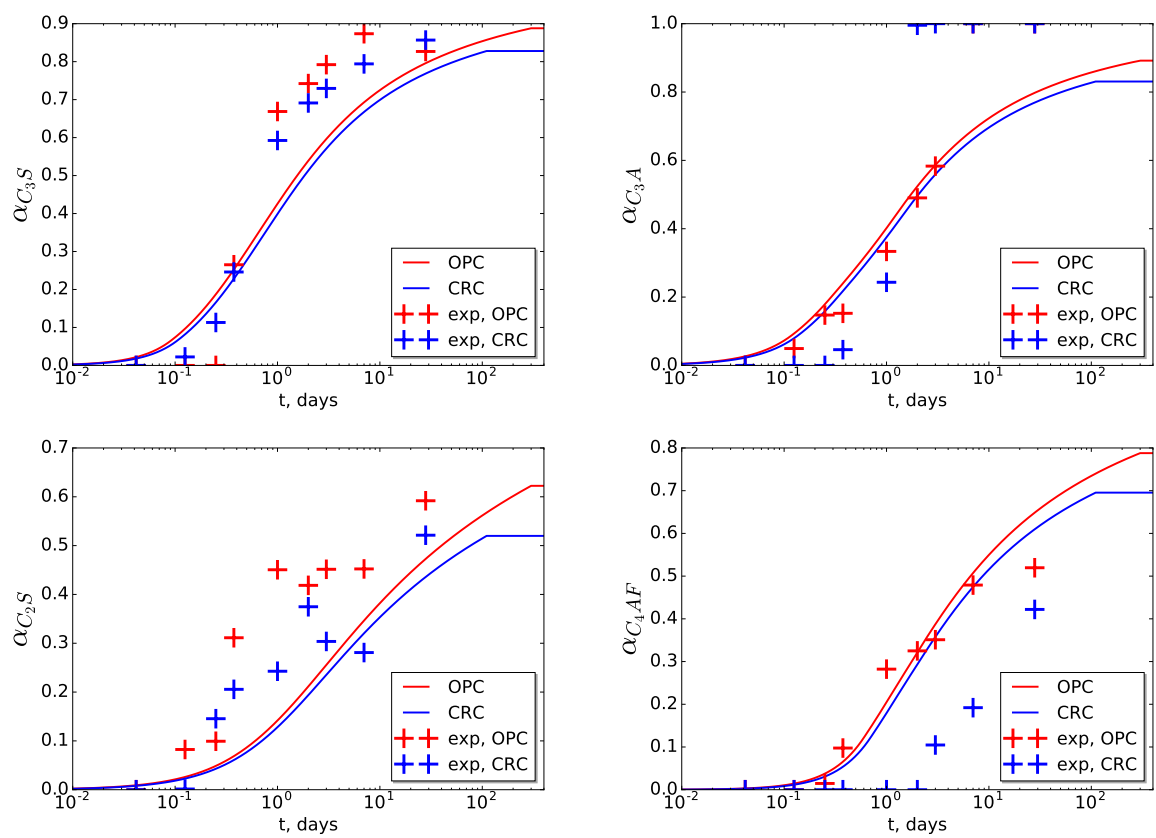 0.9
0.8
0.7
0.6
0.5
0.4
0.3
0.2
0.1
0.0
α_{C_3S}
10^{-2} 10^{-1} 10^0 10^1 10^2
t, days
OPC
CRC
exp, OPC
exp, CRC
1.0
0.8
0.6
0.4
0.2
0.0
α_{C_3A}
10^{-2} 10^{-1} 10^0 10^1 10^2
t, days
OPC
CRC
exp, OPC
exp, CRC
0.7
0.6
0.5
0.4
0.3
0.2
0.1
0.0
α_{C_2S}
10^{-2} 10^{-1} 10^0 10^1 10^2
t, days
OPC
CRC
exp, OPC
exp, CRC
0.8
0.7
0.6
0.5
0.4
0.3
0.2
0.1
0.0
α_{C_4AF}
10^{-2} 10^{-1} 10^0 10^1 10^2
t, days
OPC
CRC
exp, OPC
exp, CRC